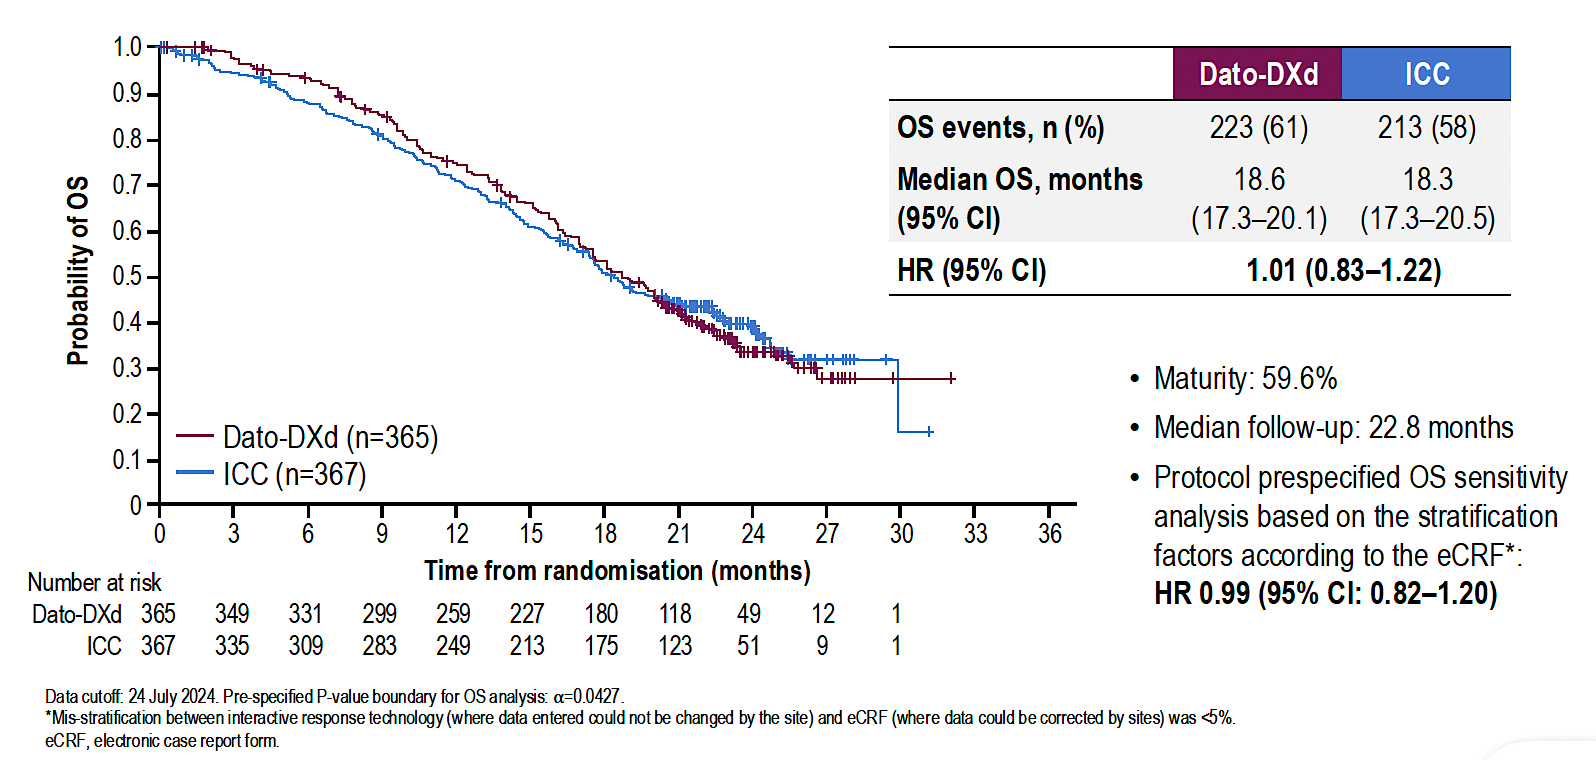 1.0
0.9
0.8
0.7
0.6
0.5
0.4
0.3
0.2
0.1
0
Probability of OS
Dato-DXd (n=365)
ICC (n=367)
0 3 6 9 12 15 18 21 24 27 30 33 36
Time from randomisation (months)
Number at risk
Dato-DXd 365 349 331 299 259 227 180 118 49 12 1
ICC 367 335 309 283 249 213 175 123 51 9 1
Dato-DXd ICC
OS events, n (%) 223 (61) 213 (58)
Median OS, months 18.6 18.3
(95% CI) (17.3–20.1) (17.3–20.5)
HR (95% CI) 1.01 (0.83–1.22)
• Maturity: 59.6%
• Median follow-up: 22.8 months
• Protocol prespecified OS sensitivity
analysis based on the stratification
factors according to the eCRF*:
HR 0.99 (95% CI: 0.82–1.20)
Data cutoff: 24 July 2024. Pre-specified P-value boundary for OS analysis: α=0.0427.
*Mis-stratification between interactive response technology (where data entered could not be changed by the site) and eCRF (where data could be corrected by sites) was <5%.
eCRF, electronic case report form.